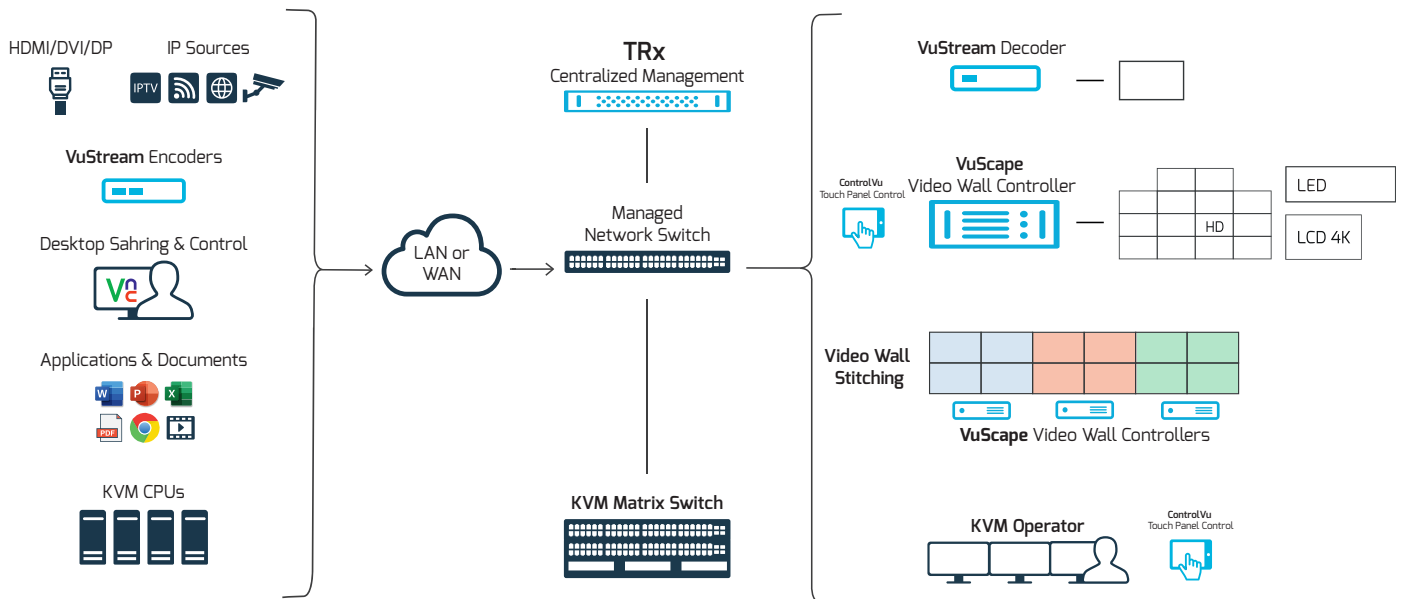 HDMI/DVI/DP
IP Sources
IPTV
VuStream Encoders
Desktop Sahring & Control
Vnc
Applications & Documents
W
P
X
PDF
KVM CPUs
LAN or
WAN
TRx
Centralized Management
Managed
Network Switch
KVM Matrix Switch
VuStream Decoder
ControlVu
Touch Panel Control
VuScape
Video Wall Controller
HD
LED
LCD 4K
Video Wall
Stitching
VuScape Video Wall Controllers
KVM Operator
ControlVu
Touch Panel Control